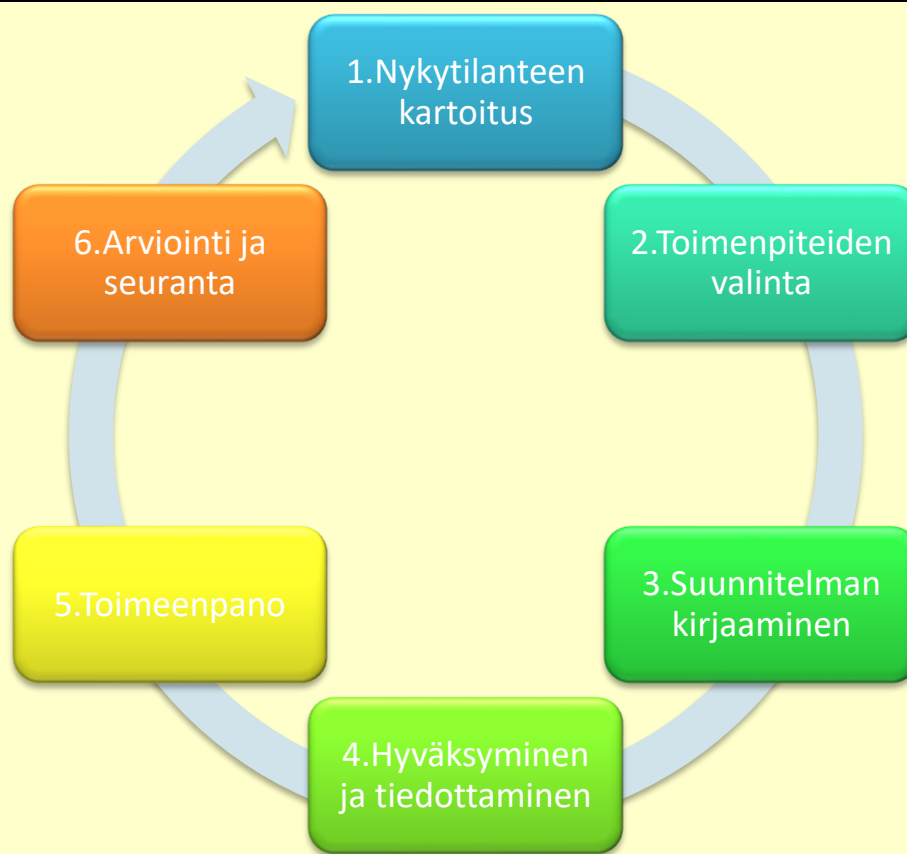 1.Nykytilanteen
kartoitus
2.Toimenpiteiden
valinta
3.Suunnitelman
kirjaaminen
4.Hyväksyminen
ja tiedottaminen
5.Toimeenpano
6.Arviointi ja
seuranta